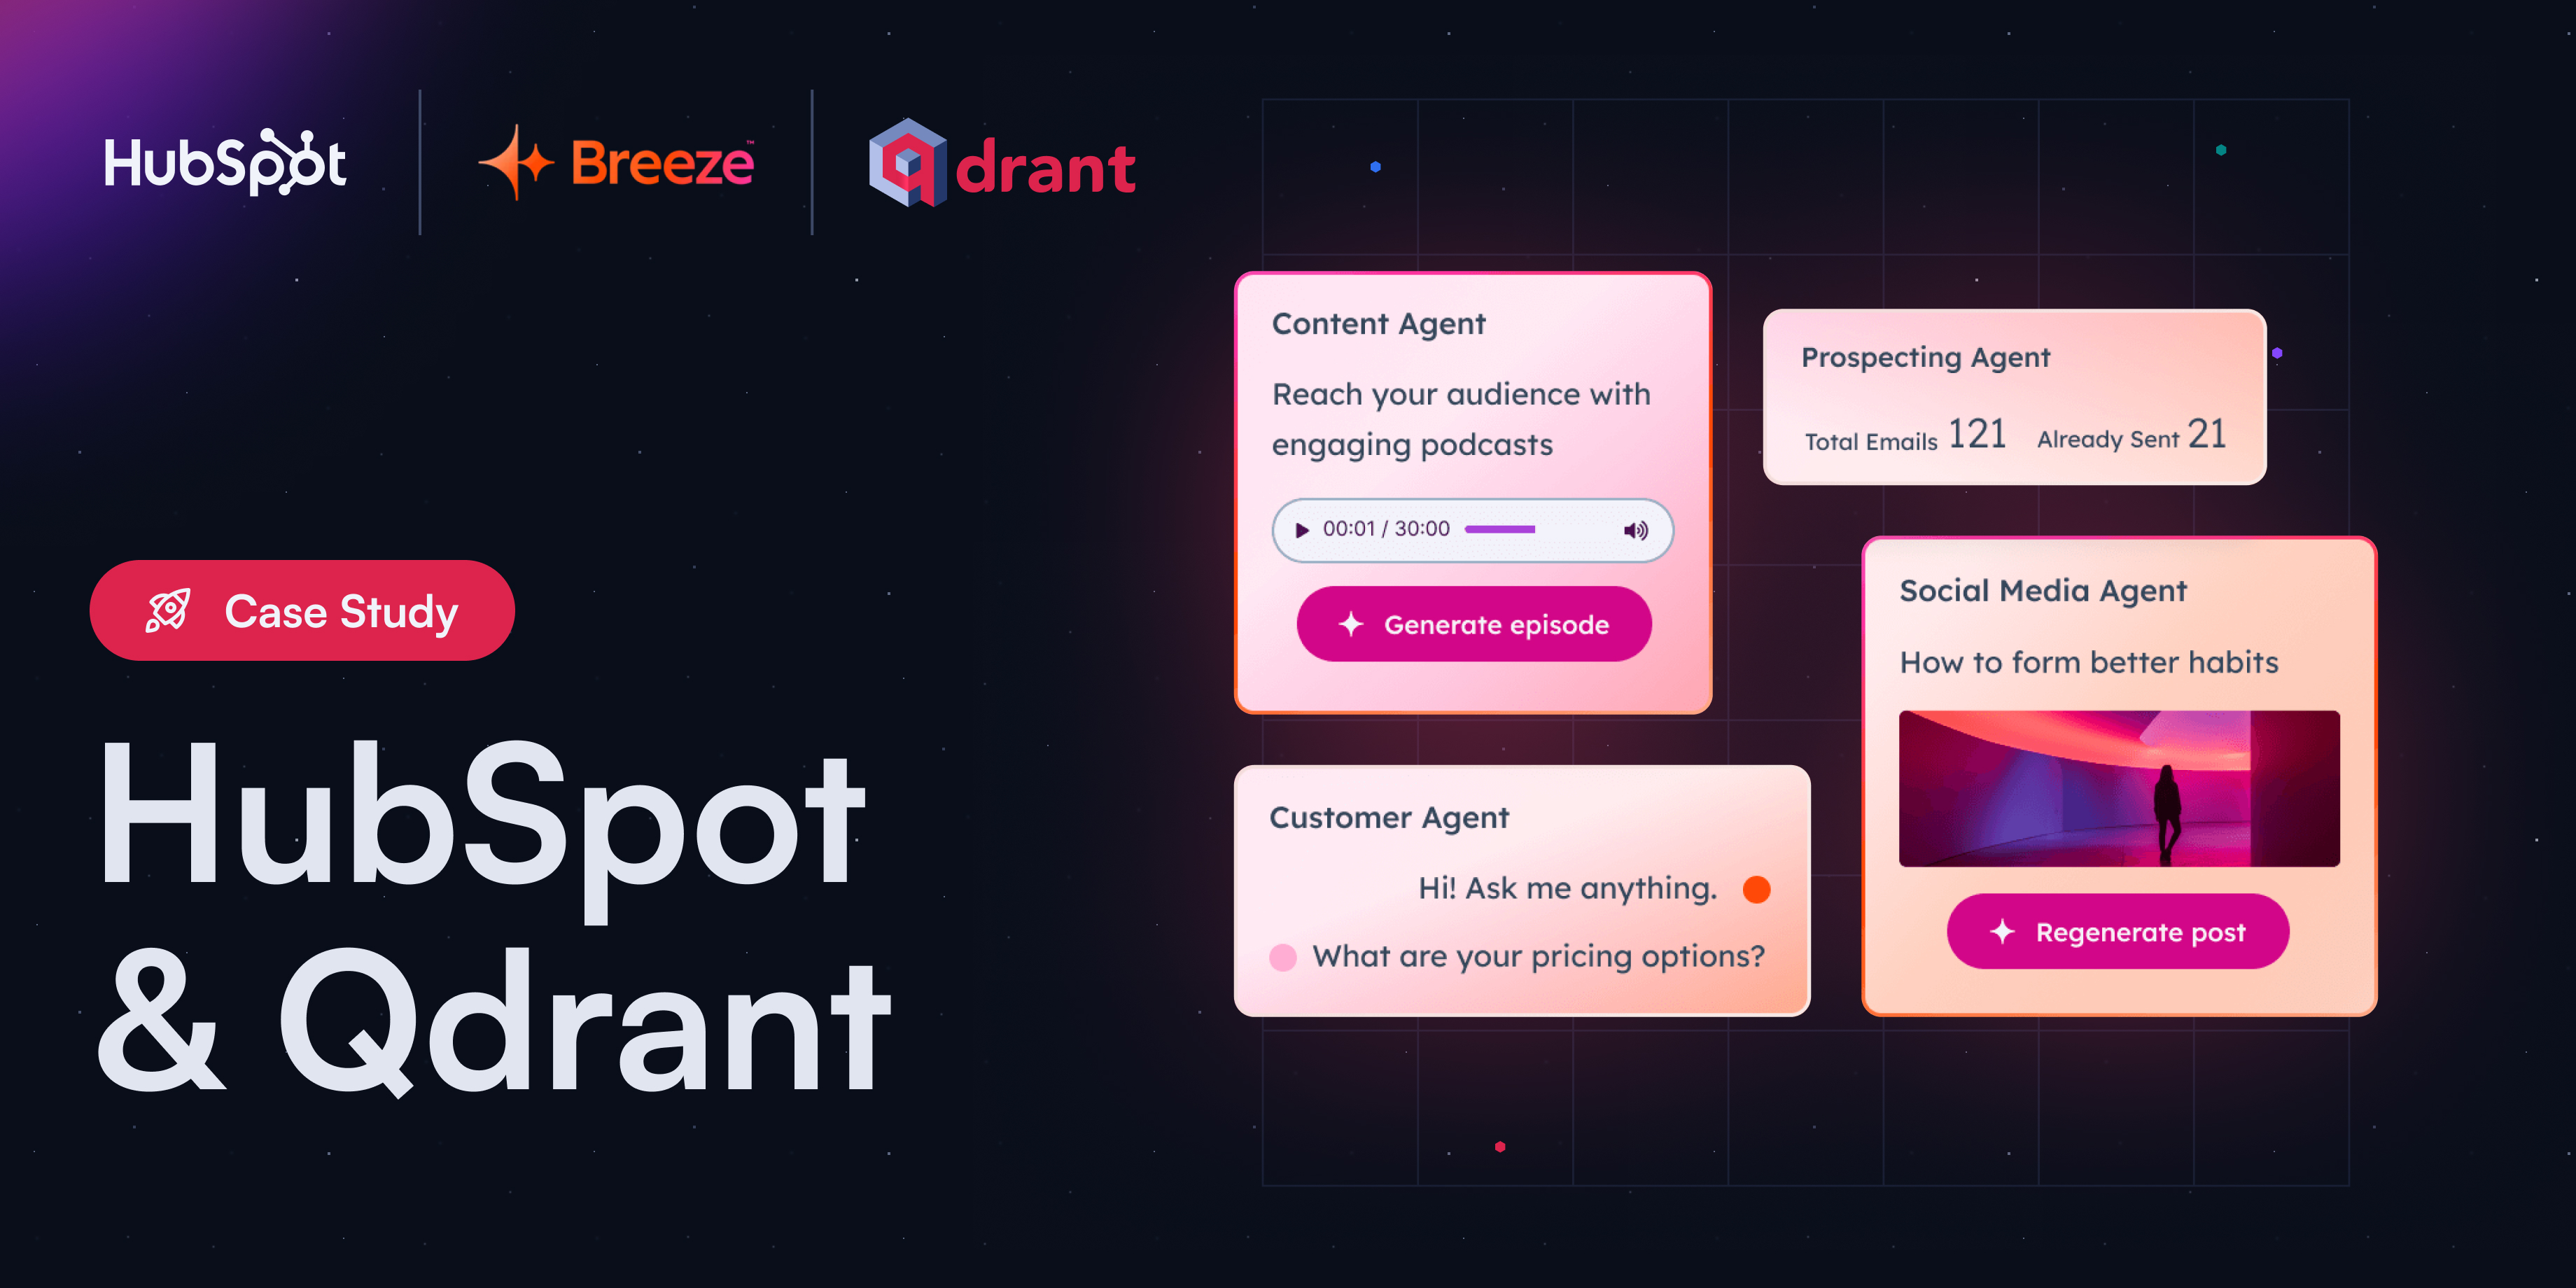 HubSpot
Breeze™
qdrant
Case Study
HubSpot
& Qdrant
Content Agent
Reach your audience with
engaging podcasts
00:01 / 30:00
Generate episode
Prospecting Agent
Total Emails 121 Already Sent 21
Customer Agent
Hi! Ask me anything.
What are your pricing options?
Social Media Agent
How to form better habits
Regenerate post